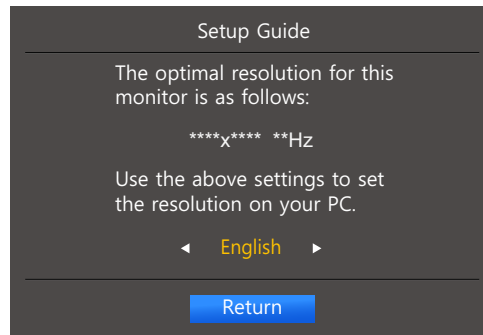 Setup Guide
The optimal resolution for this
monitor is as follows:
****x**** **Hz
Use the above settings to set
the resolution on your PC.
◄ English ►
Return